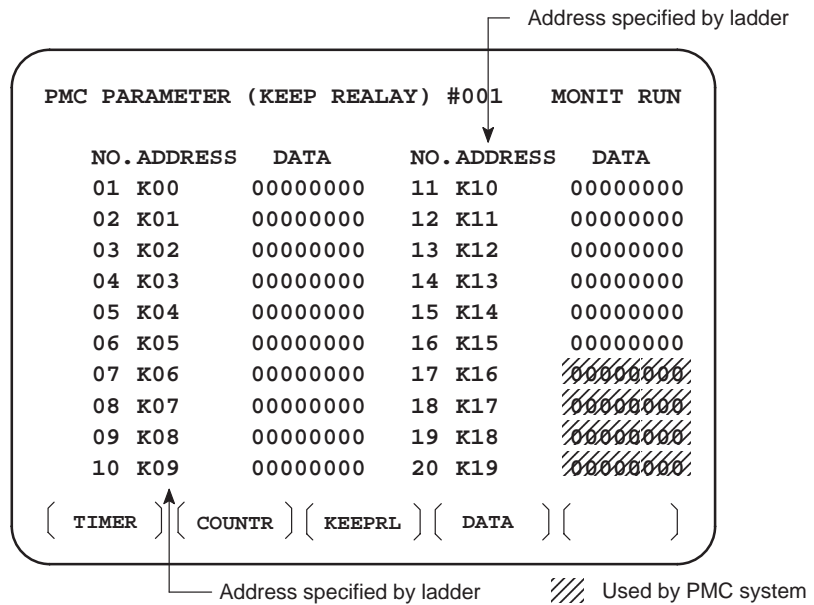 Address specified by ladder
PMC PARAMETER (KEEP REALAY) #001 MONIT RUN
NO. ADDRESS DATA NO. ADDRESS DATA
01 K00 00000000 11 K10 00000000
02 K01 00000000 12 K11 00000000
03 K02 00000000 13 K12 00000000
04 K03 00000000 14 K13 00000000
05 K04 00000000 15 K14 00000000
06 K05 00000000 16 K15 00000000
07 K06 00000000 17 K16 00000000
08 K07 00000000 18 K17 00000000
09 K08 00000000 19 K18 00000000
10 K09 00000000 20 K19 00000000
[ TIMER ] [ COUNTR ] [ KEEPRL ] [ DATA ] [ ]
Address specified by ladder Used by PMC system